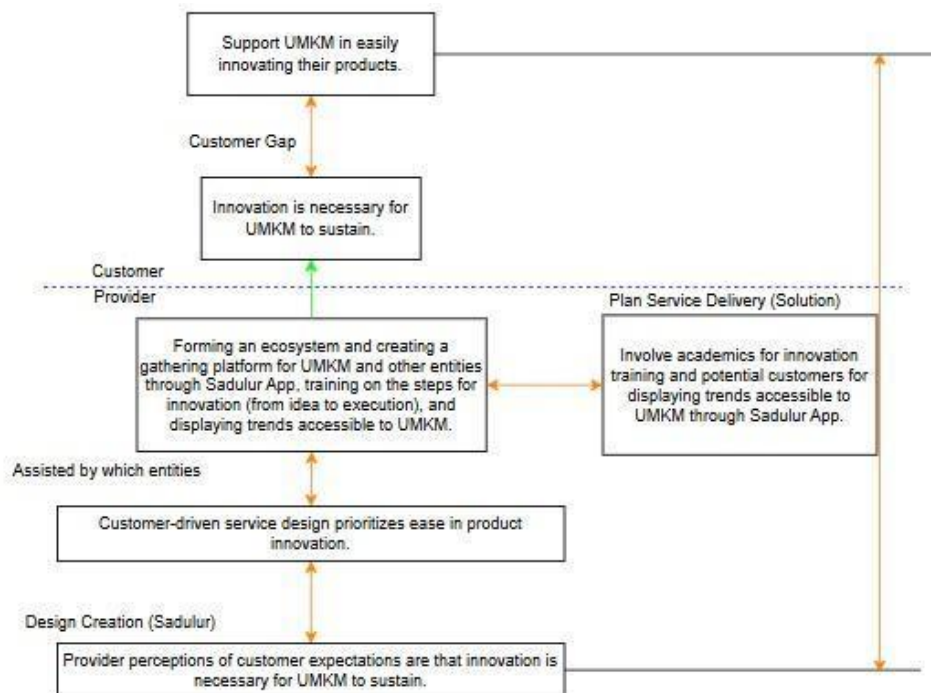 Support UMKM in easily
innovating their products.
Customer Gap
Innovation is necessary for
UMKM to sustain.
Customer
Provider
Plan Service Delivery (Solution)
Forming an ecosystem and creating a
gathering platform for UMKM and other entities
through Sadulur App, training on the steps for
innovation (from idea to execution), and
displaying trends accessible to UMKM.
Involve academics for innovation
training and potential customers for
displaying trends accessible to
UMKM through Sadulur App.
Assisted by which entities
Customer-driven service design prioritizes ease in product
innovation.
Design Creation (Sadulur)
Provider perceptions of customer expectations are that innovation is
necessary for UMKM to sustain.